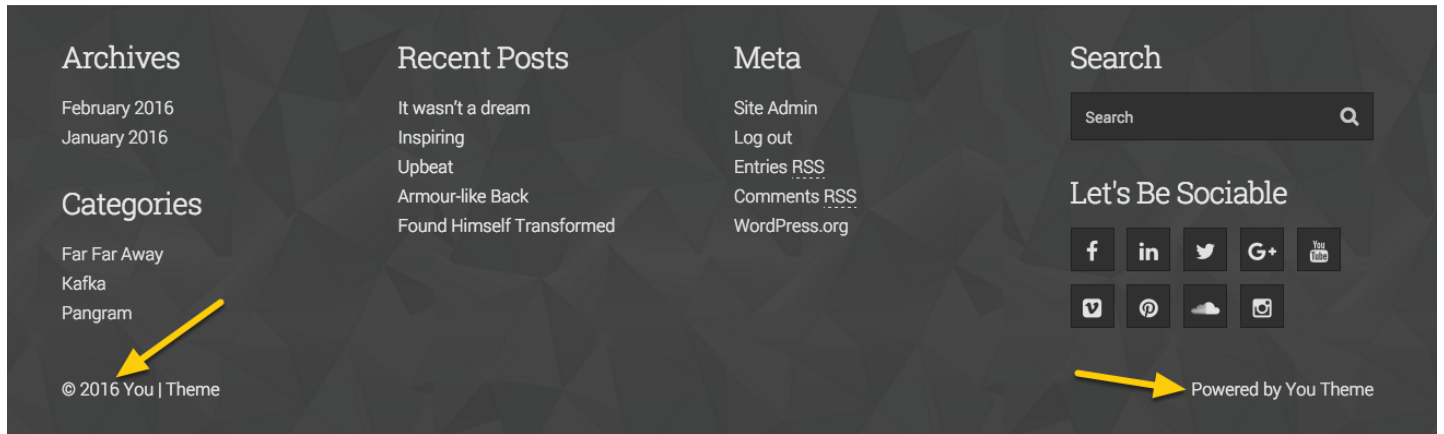 Archives
February 2016
January 2016
Categories
Far Far Away
Kafka
Pangram
Recent Posts
It wasn't a dream
Inspiring
Upbeat
Armour-like Back
Found Himself Transformed
Meta
Site Admin
Log out
Entries RSS
Comments RSS
WordPress.org
Search
Search
Let's Be Sociable
f in G+ You Tube
© 2016 You | Theme
Powered by You Theme